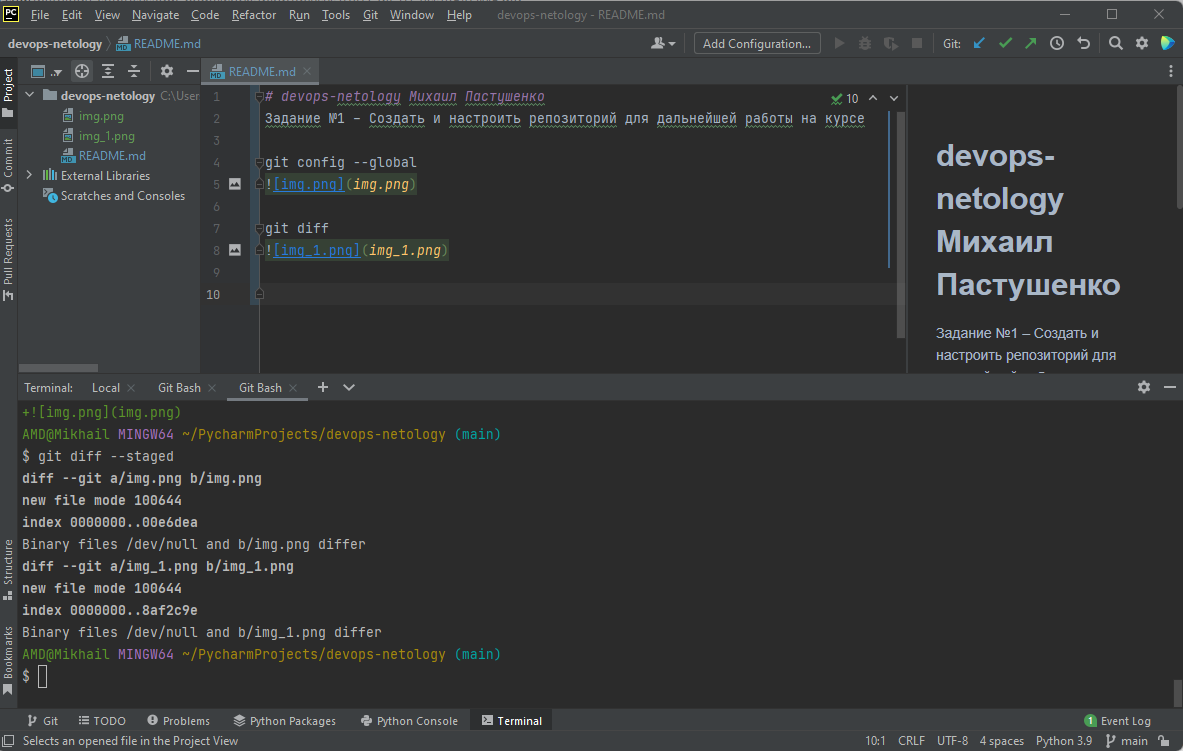 PC File Edit View Navigate Code Refactor Run Tools Git Window Help devops-netology - README.md
devops-netology README.md Add Configuration... Git:
README.md
Project
Commit
Pull Requests
Structure
Bookmarks
devops-netology C:\User
img.png
img_1.png
README.md
External Libraries
Scratches and Consoles
10
1 # devops-netology Михаил Пастушенко
2 Задание №1 – Создать и настроить репозиторий для дальнейшей работы на курсе
3
4 git config --global
5 ![img.png](img.png)
6
7 git diff
8 ![img_1.png](img_1.png)
9
10
devops-
netology
Михаил
Пастушенко
Задание №1 – Создать и
настроить репозиторий для
Terminal: Local Git Bash Git Bash
+![img.png](img.png)
AMD@Mikhail MINGW64 ~/PycharmProjects/devops-netology (main)
$ git diff --staged
diff --git a/img.png b/img.png
new file mode 100644
index 0000000..00e6dea
Binary files /dev/null and b/img.png differ
diff --git a/img_1.png b/img_1.png
new file mode 100644
index 0000000..8af2c9e
Binary files /dev/null and b/img_1.png differ
AMD@Mikhail MINGW64 ~/PycharmProjects/devops-netology (main)
$
Git TODO Problems Python Packages Python Console Terminal 1 Event Log
Selects an opened file in the Project View 10:1 CRLF UTF-8 4 spaces Python 3.9 main